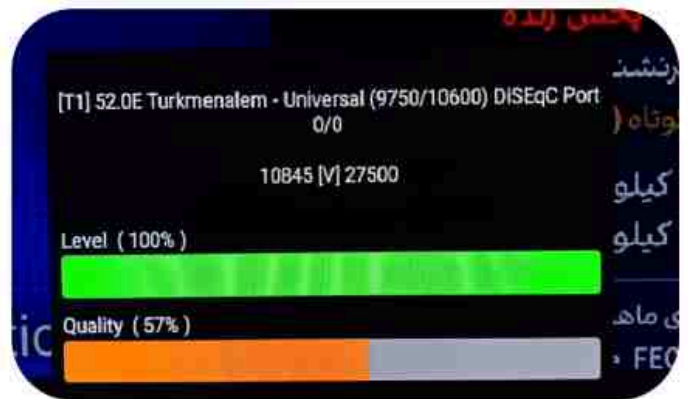 پخش زنده
[T1] 52.0E Turkmenalem - Universal (9750/10600) DISEqC Port
0/0
10845 [V] 27500
کیلو
Level ( 100% )
کیلو
Quality ( 57% )
FEC